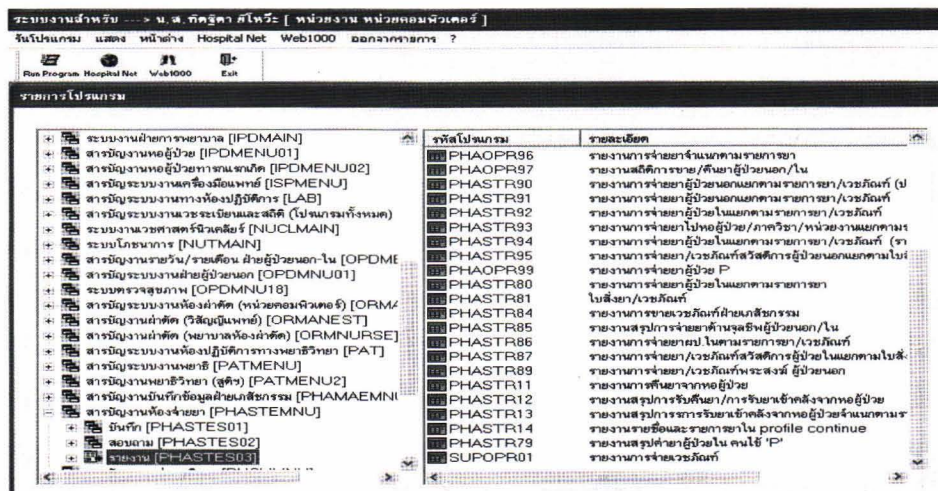 ระบบงานสำหรับ ---> น.ส.ทัตฐิตา [ หน่วยงาน หน่วยคอมพิวเตอร์ ]
รันโปรแกรม แสดง หน้าต่าง Hospital Net Web1000 ออกจากรายการ ?
Run Program Hospital Net Web1000 Exit
รายการโปรแกรม
ระบบงานฝ่ายการพยาบาล [IPDMAIN]
สารบัญงานหอผู้ป่วย [IPDMENU01]
สารบัญงานหอผู้ป่วยทารกแรกเกิด [IPDMENU02]
สารบัญระบบงานเครื่องมือแพทย์ [ISPMENU]
สารบัญระบบงานทางห้องปฏิบัติการ [LAB]
สารบัญระบบงานเวชระเบียนและสถิติ (โปรแกรมทั้งหมด)
ระบบงานเวชศาสตร์นิวเคลียร์ [NUCLMAIN]
ระบบโภชนาการ [NUTMAIN]
สารบัญงานรายวัน/รายเดือน ฝ่ายผู้ป่วยนอก-ใน [OPDME
สารบัญระบบงานฝ่ายผู้ป่วยนอก [OPDMNU01]
ระบบตรวจสุขภาพ [OPDMNU18]
สารบัญระบบงานห้องผ่าตัด (หน่วยคอมพิวเตอร์) [ORMA
สารบัญงานผ่าตัด (วิสัญญีแพทย์) [ORMANEST]
สารบัญงานผ่าตัด (พยาบาลห้องผ่าตัด) [ORMNURSE]
สารบัญระบบงานห้องปฏิบัติการทางพยาธิวิทยา [PAT]
สารบัญระบบงานพยาธิ [PATMENU]
สารบัญงานพยาธิวิทยา (สูติฯ) [PATMENU2]
สารบัญงานบันทึกข้อมูลฝ่ายเภสัชกรรม [PHAMAEMN
สารบัญงานห้องจ่ายยา [PHASTEMNU]
บันทึก [PHASTES01]
สอบถาม [PHASTES02]
รายงาน [PHASTES03]
รหัสโปรแกรม รายละเอียด
PHAOPR96 รายงานการจ่ายยาจำแนกตามรายการยา
PHAOPR97 รายงานสถิติการขาย/คืนยาผู้ป่วยนอก/ใน
PHASTR90 รายงานการจ่ายยาผู้ป่วยนอกแยกตามรายการยา/เวชภัณฑ์ (ป
PHASTR91 รายงานการจ่ายยาผู้ป่วยนอกแยกตามรายการยา/เวชภัณฑ์
PHASTR92 รายงานการจ่ายยาผู้ป่วยในแยกตามรายการยา/เวชภัณฑ์
PHASTR93 รายงานการจ่ายยาไปหอผู้ป่วย/ภาควิชา/หน่วยงานแยกตามร
PHASTR94 รายงานการจ่ายยาผู้ป่วยในแยกตามรายการยา/เวชภัณฑ์ (รา
PHASTR95 รายงานการจ่ายยา/เวชภัณฑ์สวัสดิการผู้ป่วยนอกแยกตามใบสั
PHAOPR99 รายงานการจ่ายยาผู้ป่วย P
PHASTR80 รายงานการจ่ายยาผู้ป่วยในแยกตามรายการยา
PHASTR81 ใบสั่งยา/เวชภัณฑ์
PHASTR84 รายงานการขายเวชภัณฑ์ฝ่ายเภสัชกรรม
PHASTR85 รายงานสรุปการจ่ายยาต้านจุลชีพผู้ป่วยนอก/ใน
PHASTR86 รายงานการจ่ายยาผป.ในตามรายการยา/เวชภัณฑ์
PHASTR87 รายงานการจ่ายยา/เวชภัณฑ์สวัสดิการผู้ป่วยในแยกตามใบสั่
PHASTR89 รายงานการจ่ายยา/เวชภัณฑ์พระสงฆ์ ผู้ป่วยนอก
PHASTR11 รายงานการคืนยาจากหอผู้ป่วย
PHASTR12 รายงานสรุปการรับคืนยา/การรับยาเข้าคลังจากหอผู้ป่วย
PHASTR13 รายงานสรุปการรการรับยาเข้าคลังจากหอผู้ป่วยจำแนกตามร
PHASTR14 รายงานรายชื่อและรายการยาใน profile continue
PHASTR79 รายงานสรุปค่ายาผู้ป่วยใน คนไข้ 'P'
SUPOPR01 รายงานการจ่ายเวชภัณฑ์